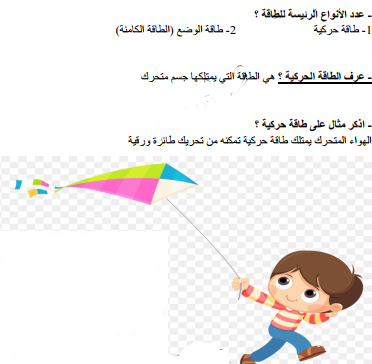 - عدد الأنواع الرئيسة للطاقة ؟
1- طاقة حركية 2- طاقة الوضع (الطاقة الكامنة)
- عرف الطاقة الحركية ؟ هي الطاقة التي يمتلكها جسم متحرك
- اذكر مثال على طاقة حركية ؟
الهواء المتحرك يمتلك طاقة حركية تمكنه من تحريك طائرة ورقية